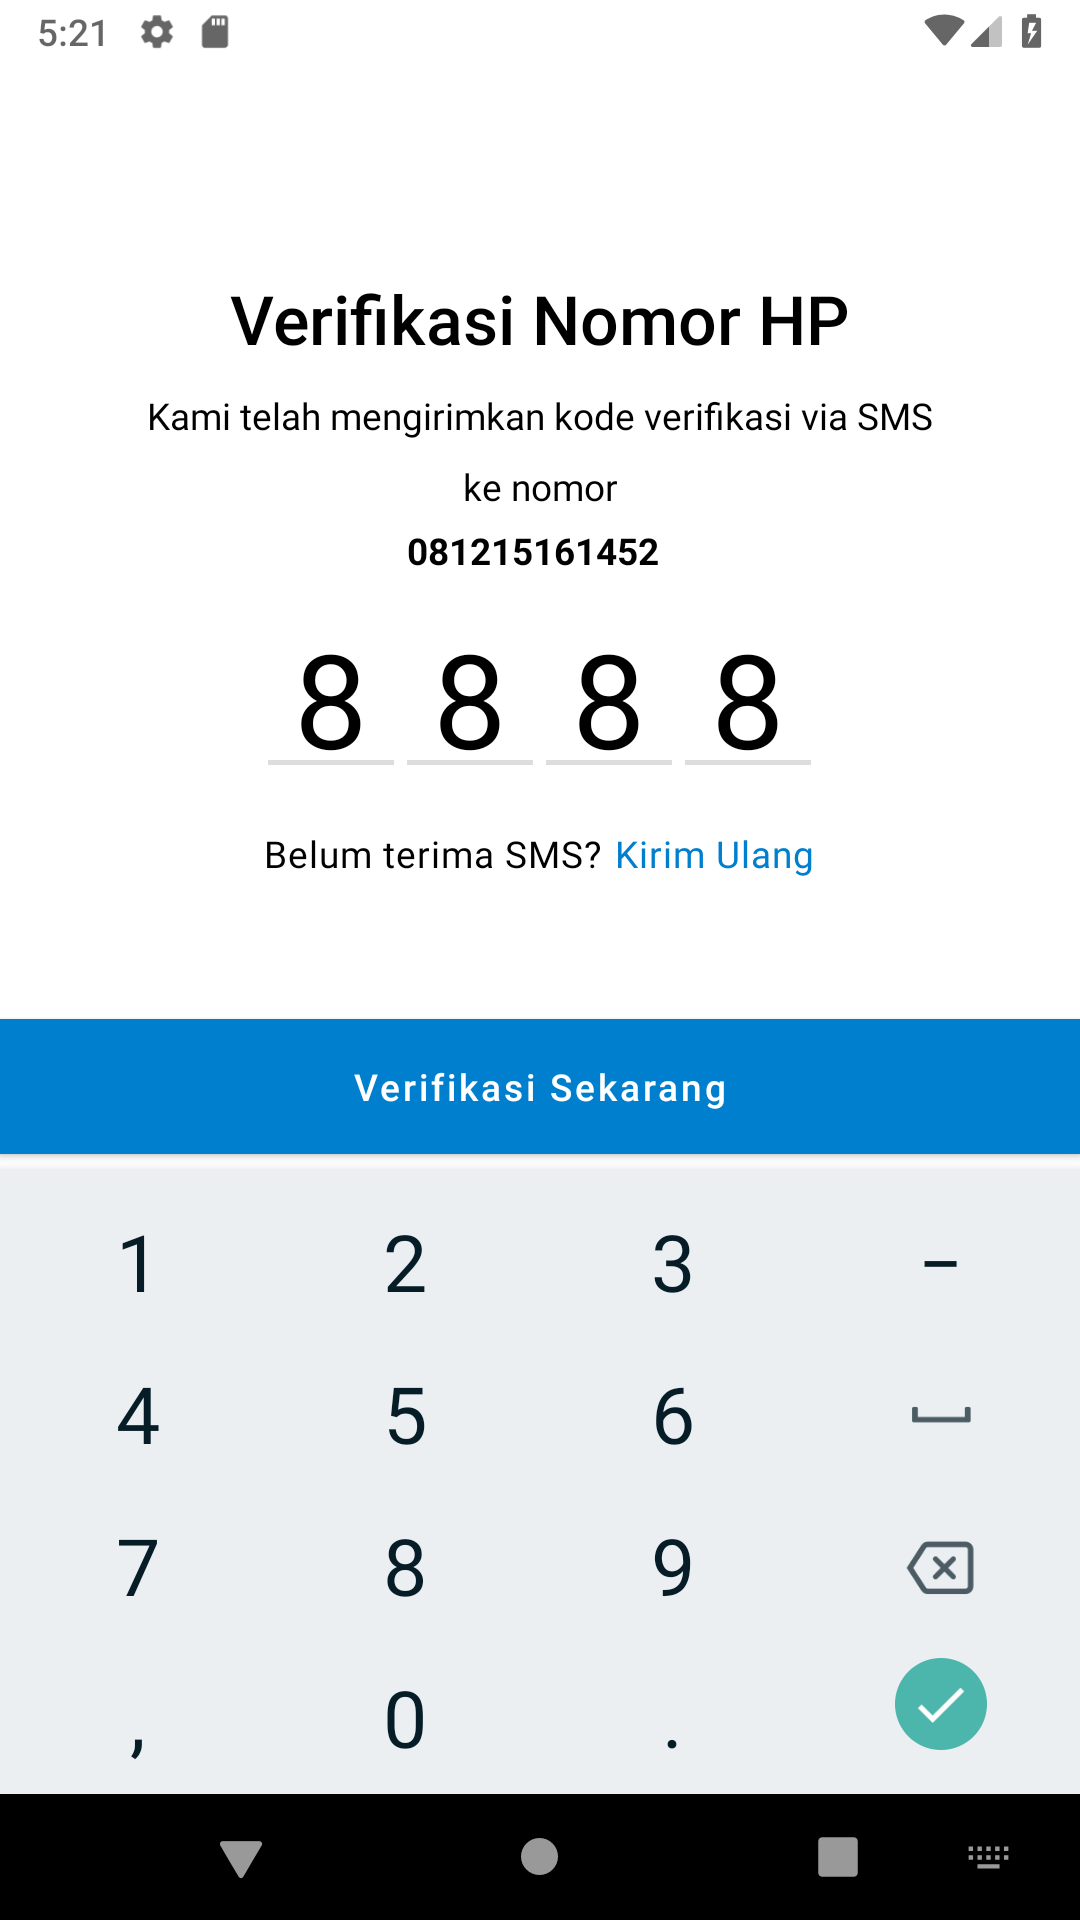 5:21
Verifikasi Nomor HP
Kami telah mengirimkan kode verifikasi via SMS
ke nomor
081215161452
8 8 8 8
Belum terima SMS? Kirim Ulang
Verifikasi Sekarang
1 2 3 –
4 5 6
7 8 9
, 0 .